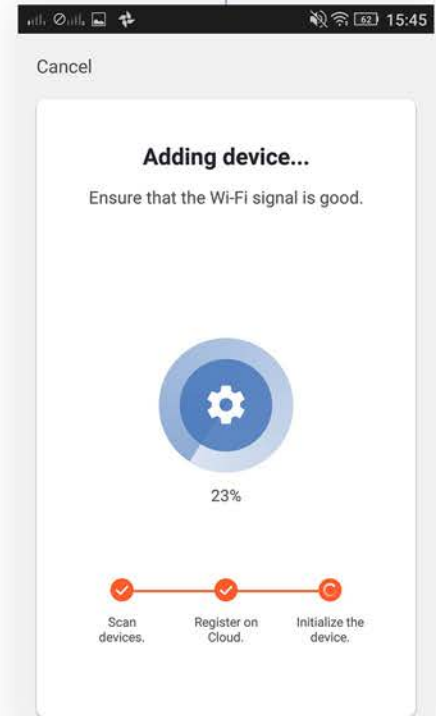 62 15:45
Cancel
Adding device...
Ensure that the Wi-Fi signal is good.
23%
Scan
devices.
Register on
Cloud.
Initialize the
device.